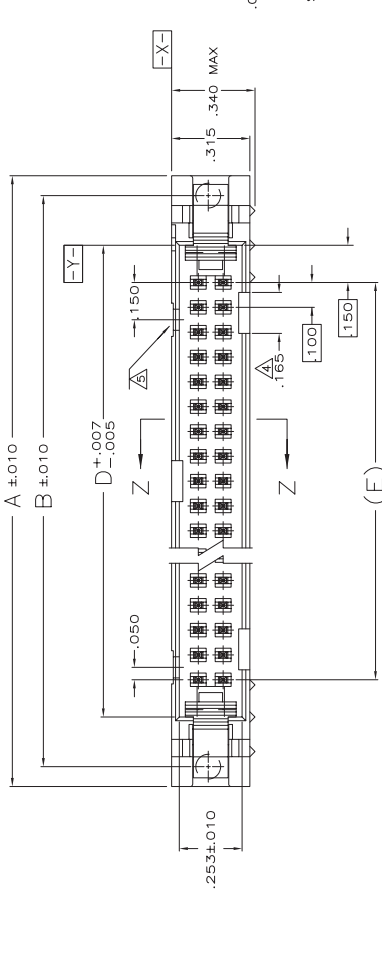 -X-
.340 MAX
.315
-Y-
A ±.010
B ±.010
D +.007 -.005
.150
5
.050
Z
Z
4
.165
.100
.150
(E)
.253±.010